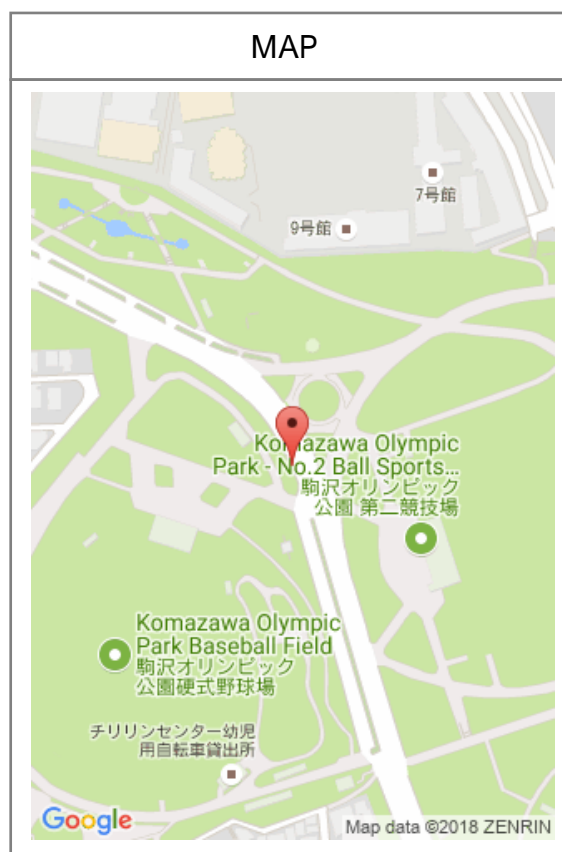 MAP
7号館
9号館
Komazawa Olympic
Park - No.2 Ball Sports...
駒沢オリンピック
公園 第二競技場
Komazawa Olympic
Park Baseball Field
駒沢オリンピック
公園硬式野球場
チリリンセンター幼児
用自転車貸出所
Google
Map data ©2018 ZENRIN